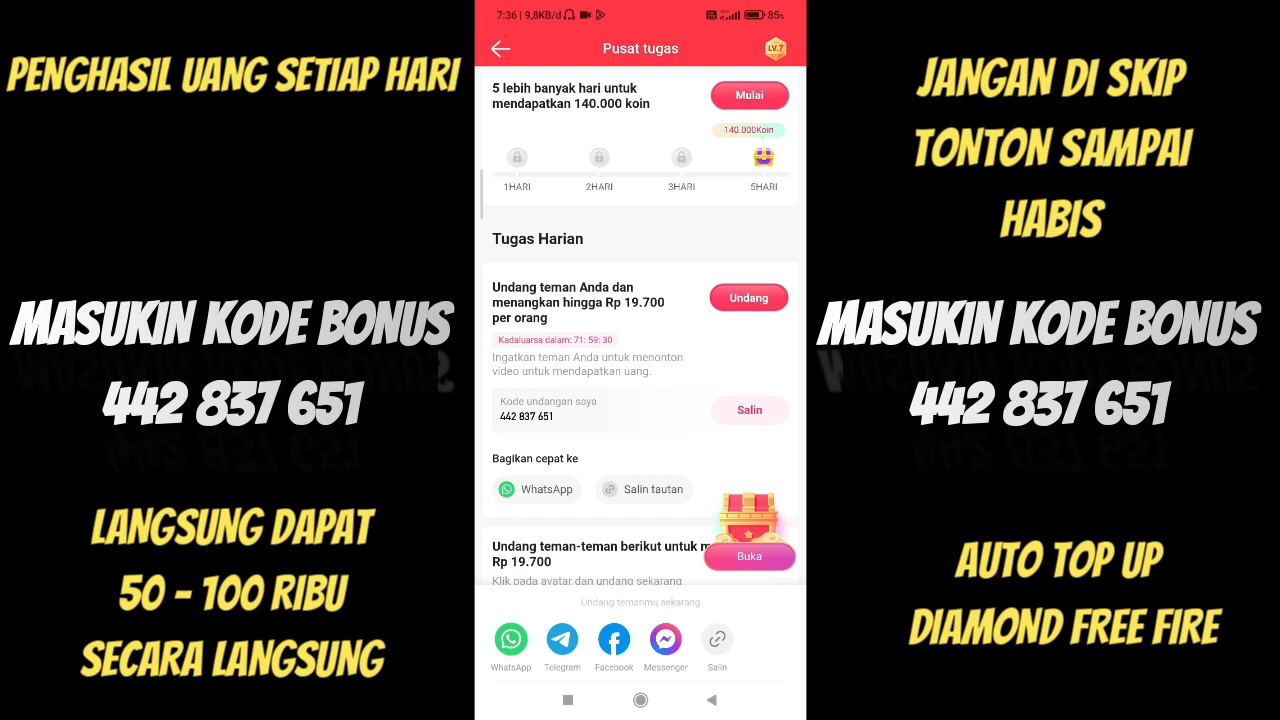 PENGHASIL UANG SETIAP HARI
MASUKIN KODE BONUS
442 837 651
LANGSUNG DAPAT
50 - 100 RIBU
SECARA LANGSUNG
7:36 | 9,8KB/d
85%
Pusat tugas
LV.7
5 lebih banyak hari untuk
mendapatkan 140.000 koin
Mulai
140.000Koin
1HARI 2HARI 3HARI 5HARI
Tugas Harian
Undang teman Anda dan
menangkan hingga Rp 19.700
per orang
Undang
Kadaluarsa dalam: 71: 59: 30
Ingatkan teman Anda untuk menonton
video untuk mendapatkan uang.
Kode undangan saya
442 837 651
Salin
Bagikan cepat ke
WhatsApp Salin tautan
Undang teman-teman berikut untuk m
Rp 19.700
Buka
Klik pada avatar dan undang sekarang
Undang temanmu sekarang
WhatsApp Telegram Facebook Messenger Salin
JANGAN DI SKIP
TONTON SAMPAI
HABIS
MASUKIN KODE BONUS
442 837 651
AUTO TOP UP
DIAMOND FREE FIRE